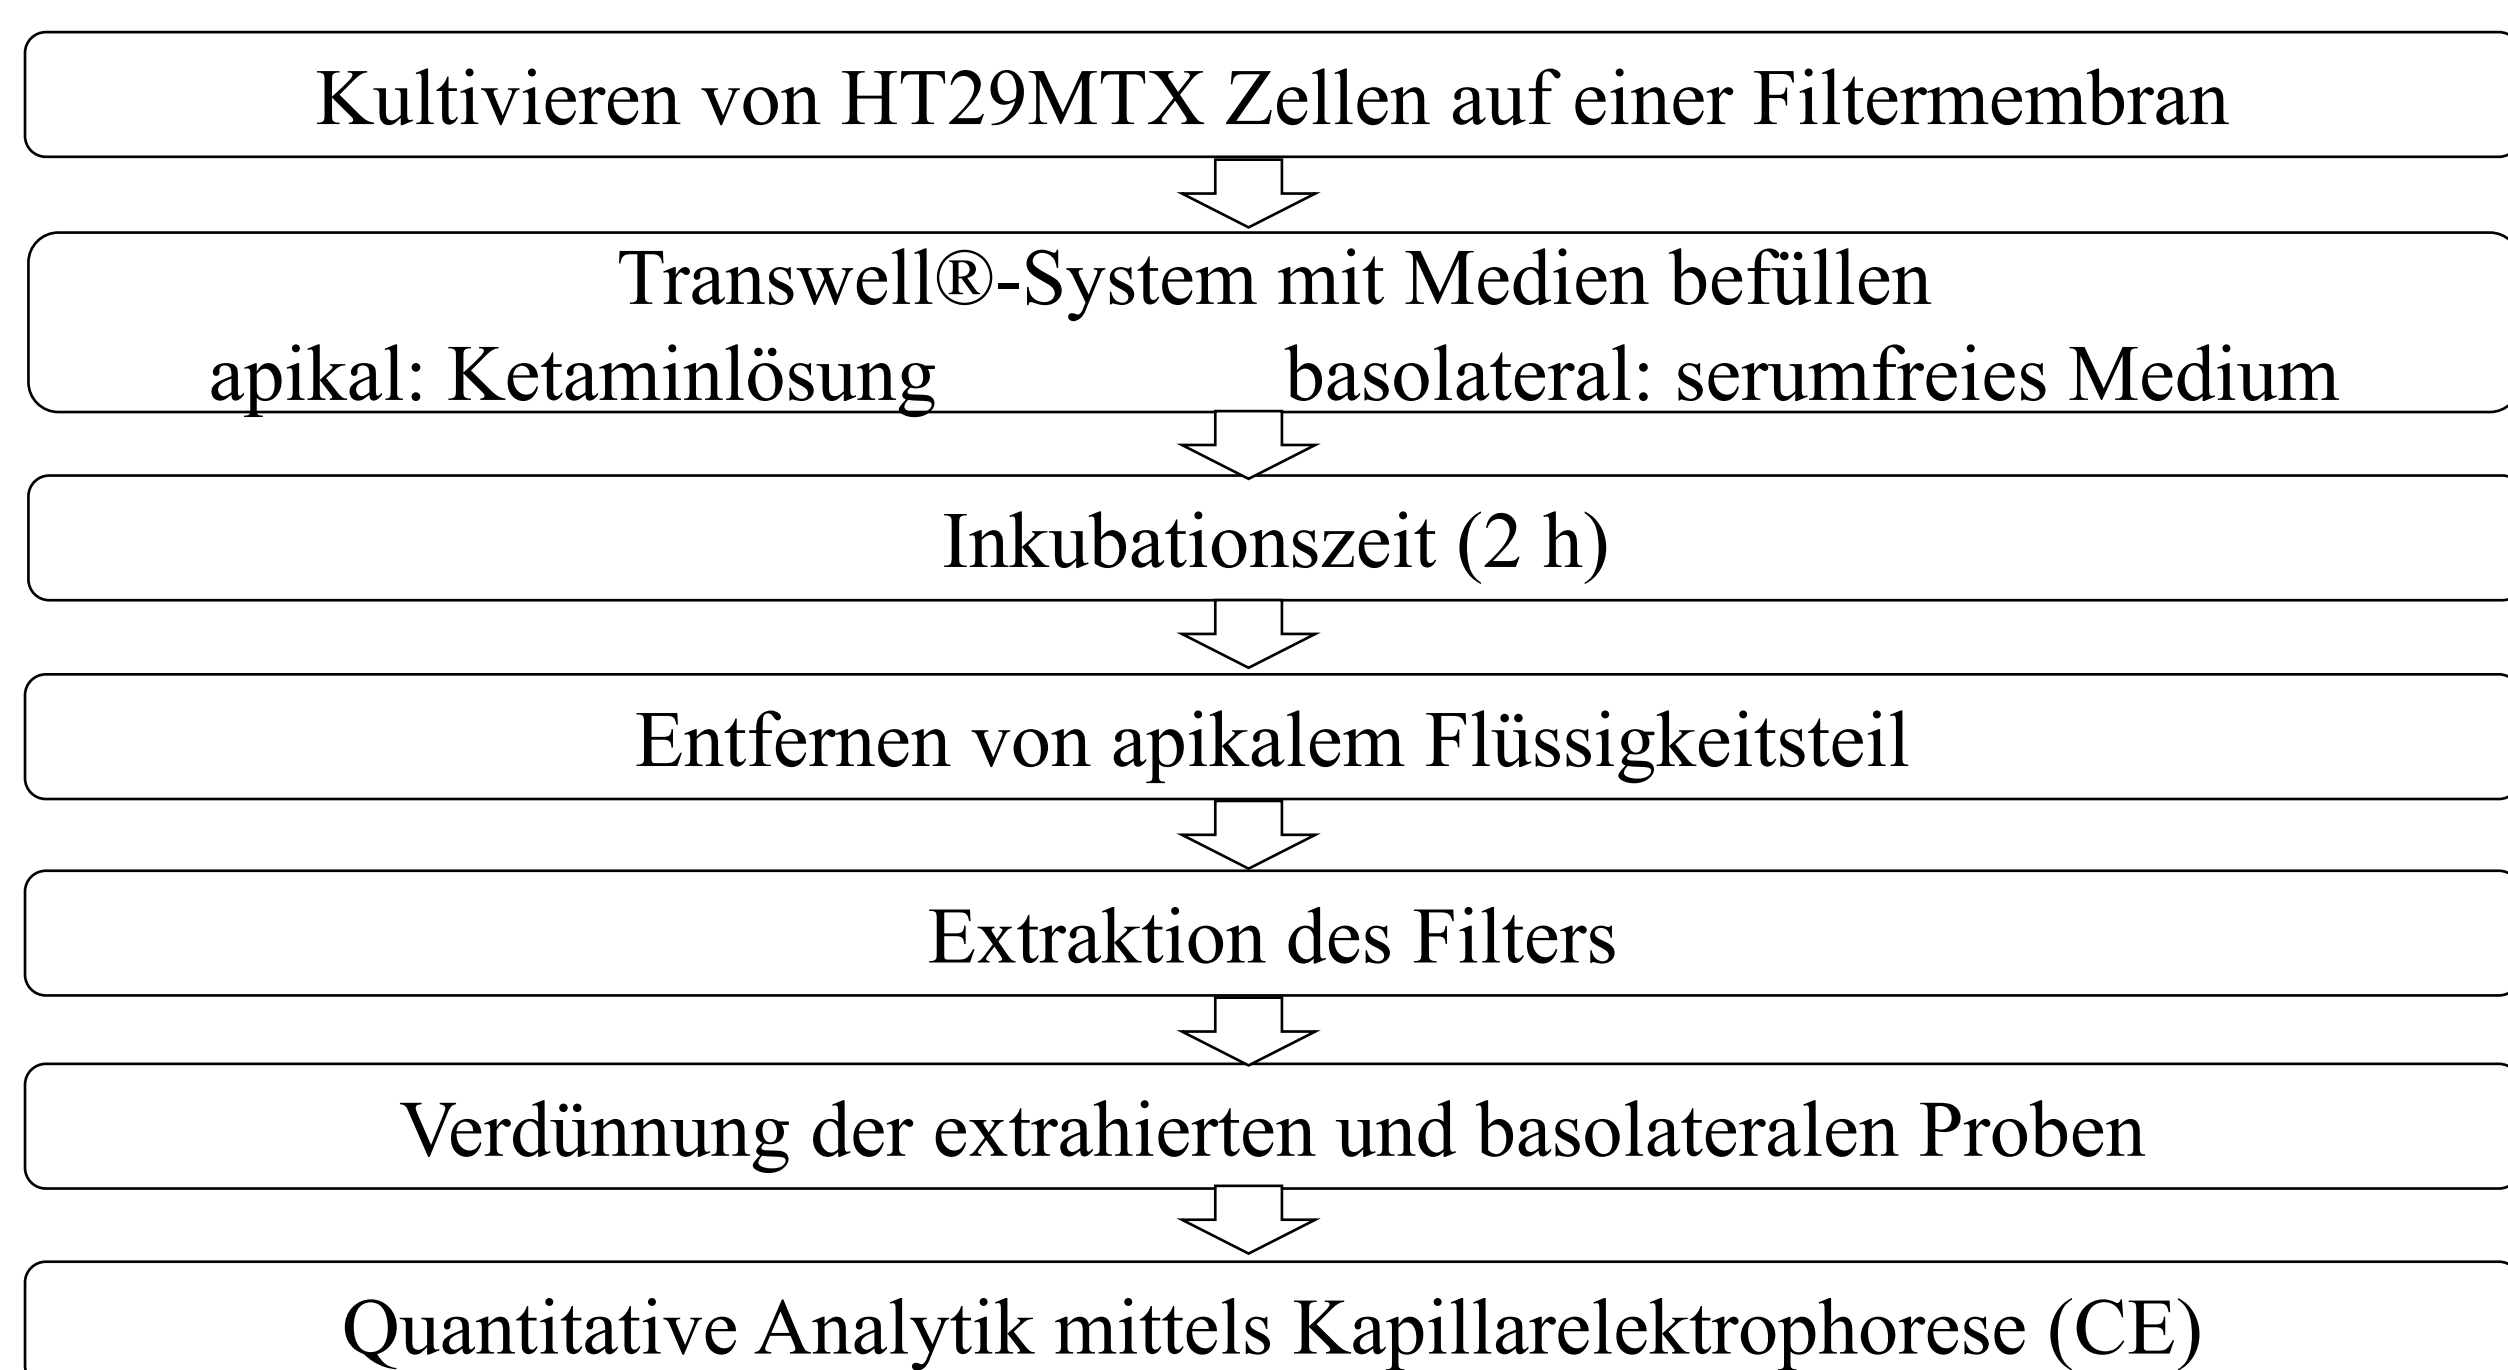 Kultivieren von HT29MTX Zellen auf einer Filtermembran
Transwell®-System mit Medien befüllen
apikal: Ketaminlösung basolateral: serumfreies Medium
Inkubationszeit (2 h)
Entfernen von apikalem Flüssigkeitsteil
Extraktion des Filters
Verdünnung der extrahierten und basolateralen Proben
Quantitative Analytik mittels Kapillarelektrophorese (CE)